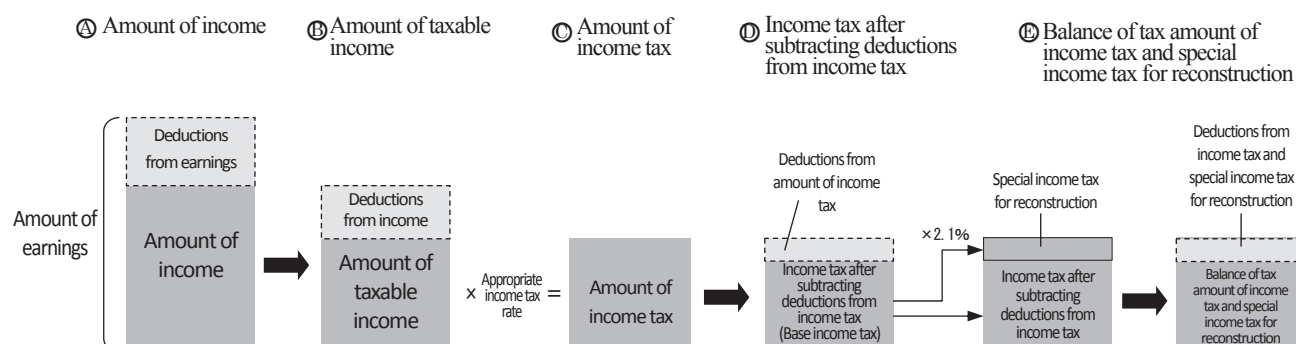 Ⓐ Amount of income
Ⓑ Amount of taxable
income
Ⓒ Amount of
income tax
Ⓓ Income tax after
subtracting deductions
from income tax
Ⓔ Balance of tax amount of
income tax and special
income tax for reconstruction
Amount of
earnings
Deductions
from earnings
Amount of
income
Deductions
from income
Amount of
taxable
income
× Appropriate
income tax
rate
=
Amount of
income tax
Deductions from
amount of income
tax
Income tax after
subtracting
deductions from
income tax
(Base income tax)
×2.1%
Special income tax
for reconstruction
Income tax after
subtracting
deductions from
income tax
Deductions from
income tax and
special income tax
for reconstruction
Balance of tax
amount of income
tax and special
income tax for
reconstruction